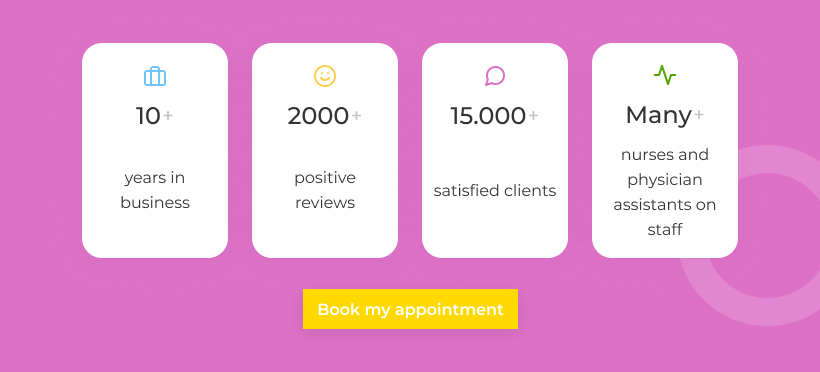 10+
years in
business
2000+
positive
reviews
15.000+
satisfied clients
Many+
nurses and
physician
assistants on
staff
Book my appointment